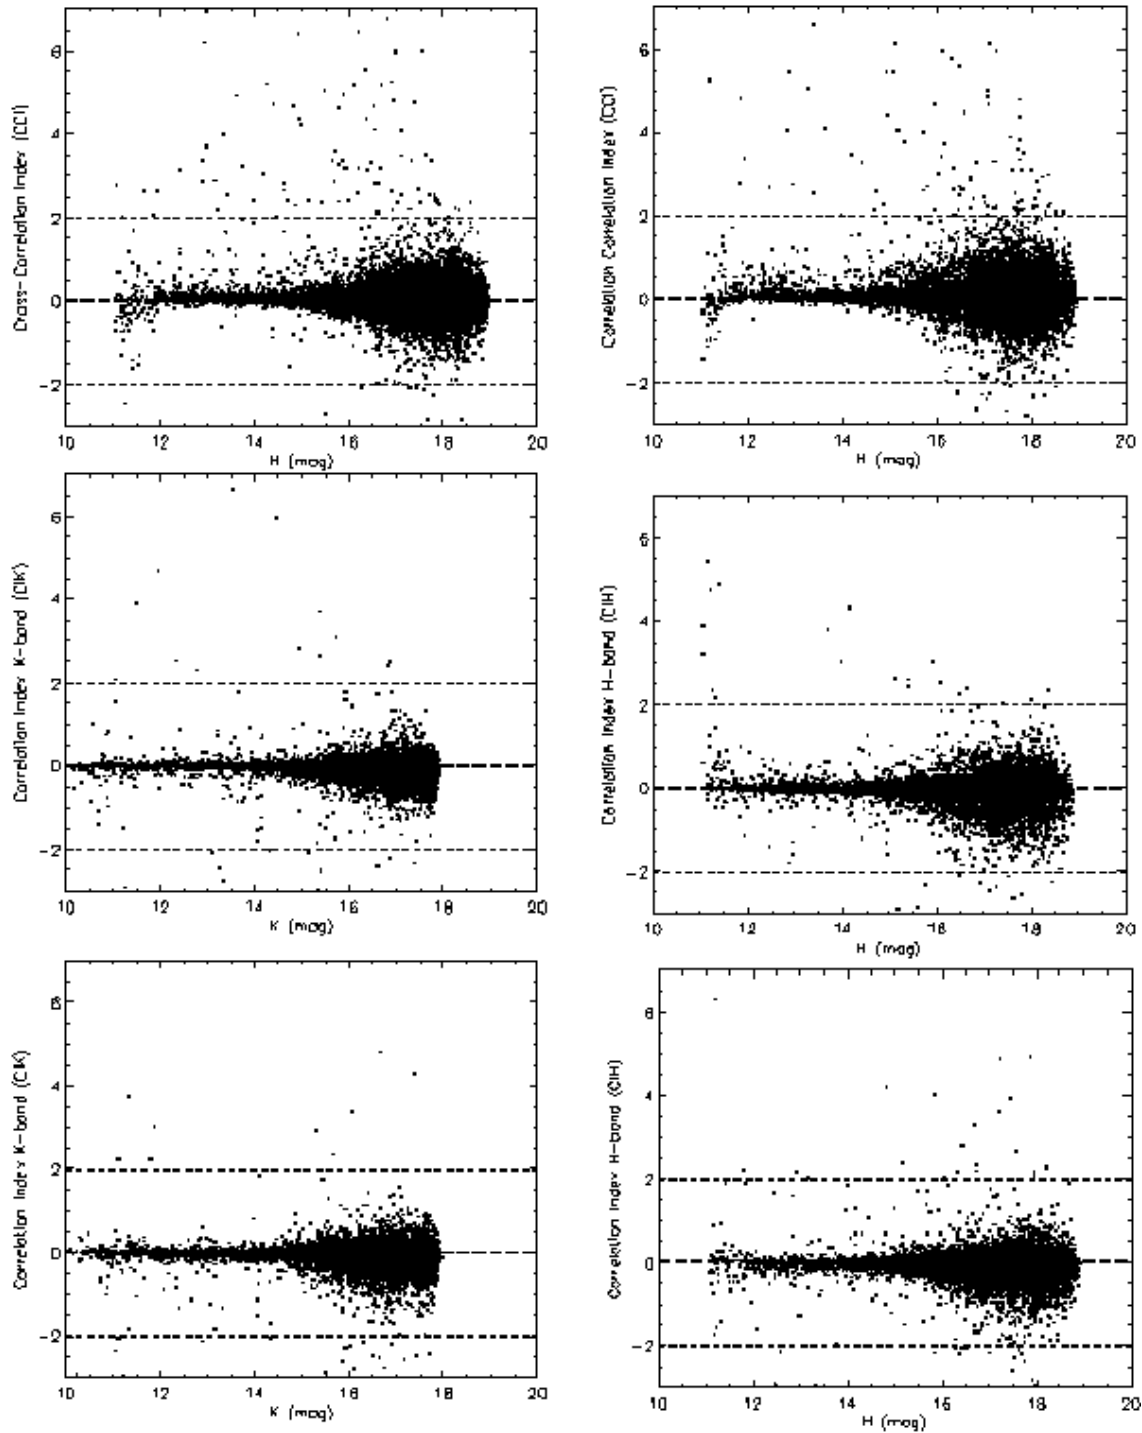 Cross-Correlation Index (CCI)
6
4
2
0
-2
10 12 14 16 18 20
H (mag)
Correlation Correlation Index (CCI)
6
4
2
0
-2
10 12 14 16 18 20
H (mag)
Correlation Index K-band (CIK)
6
4
2
0
-2
10 12 14 16 18 20
K (mag)
Correlation Index H-band (CIH)
6
4
2
0
-2
10 12 14 16 18 20
H (mag)
Correlation Index K-band (CIK)
6
4
2
0
-2
10 12 14 16 18 20
K (mag)
Correlation Index H-band (CIH)
6
4
2
0
-2
10 12 14 16 18 20
H (mag)